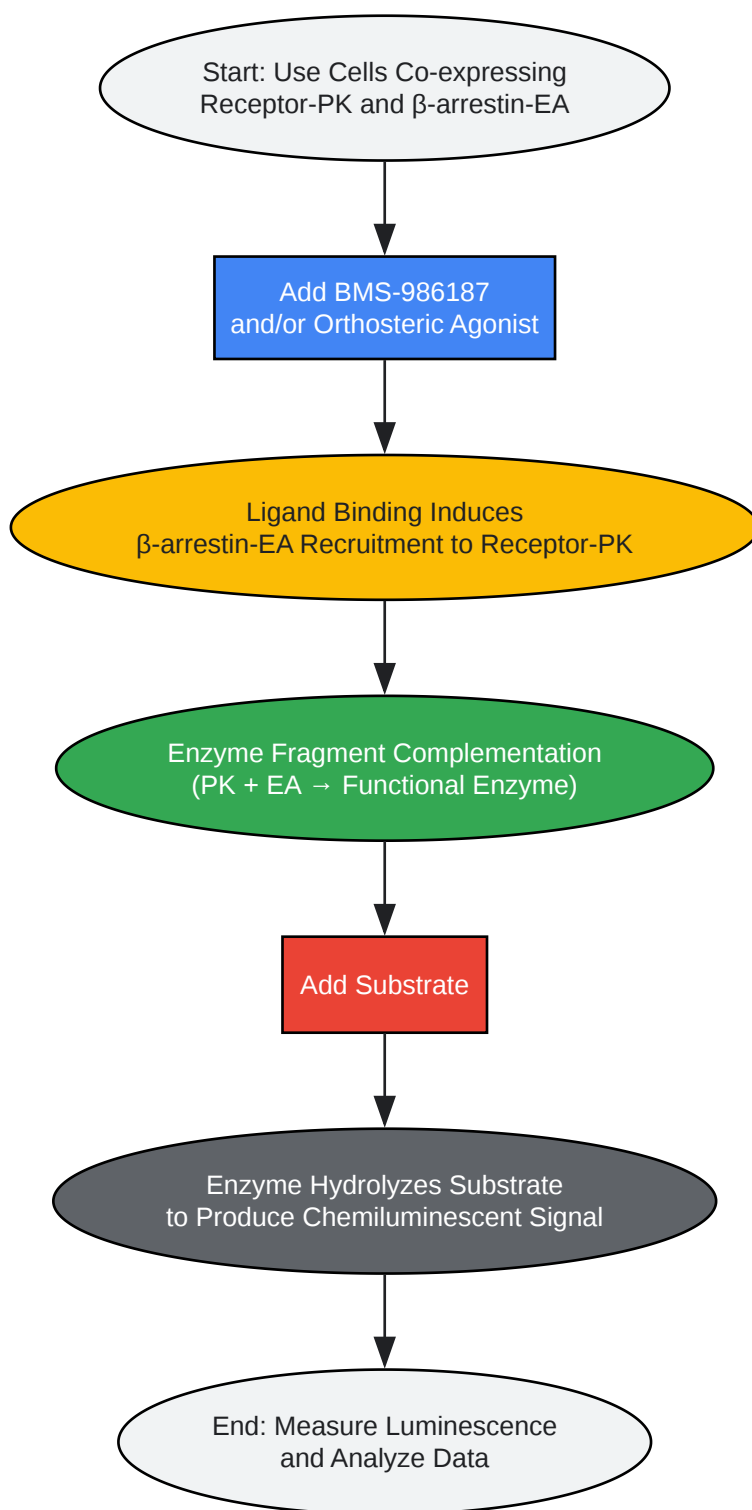 Start: Use Cells Co-expressing
Receptor-PK and β-arrestin-EA
Add BMS-986187
and/or Orthosteric Agonist
Ligand Binding Induces
β-arrestin-EA Recruitment to Receptor-PK
Enzyme Fragment Complementation
(PK + EA → Functional Enzyme)
Add Substrate
Enzyme Hydrolyzes Substrate
to Produce Chemiluminescent Signal
End: Measure Luminescence
and Analyze Data